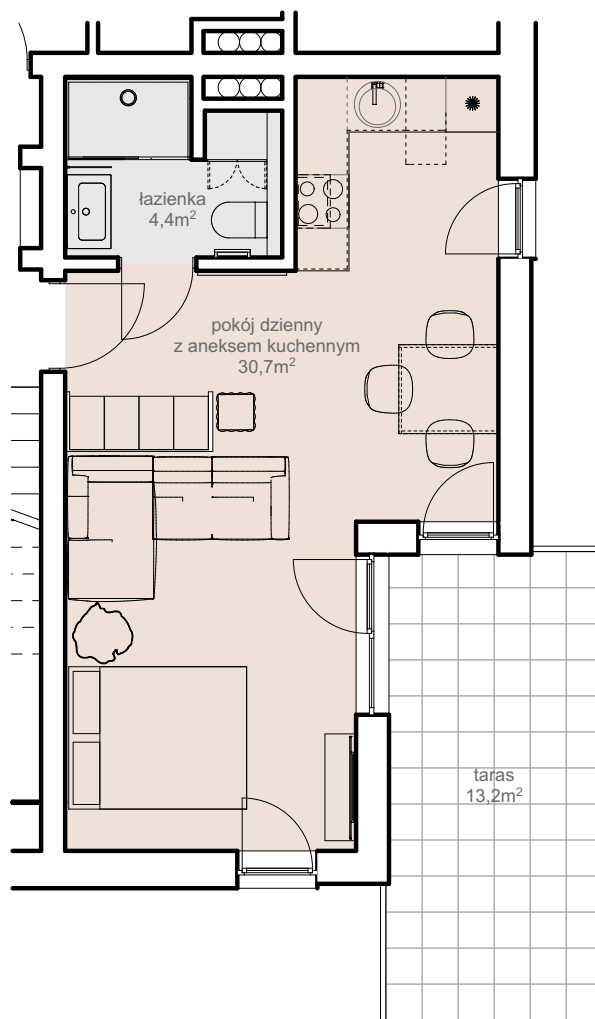 łazienka
4,4m²
pokój dzienny
z aneksem kuchennym
30,7m²
taras
13,2m²